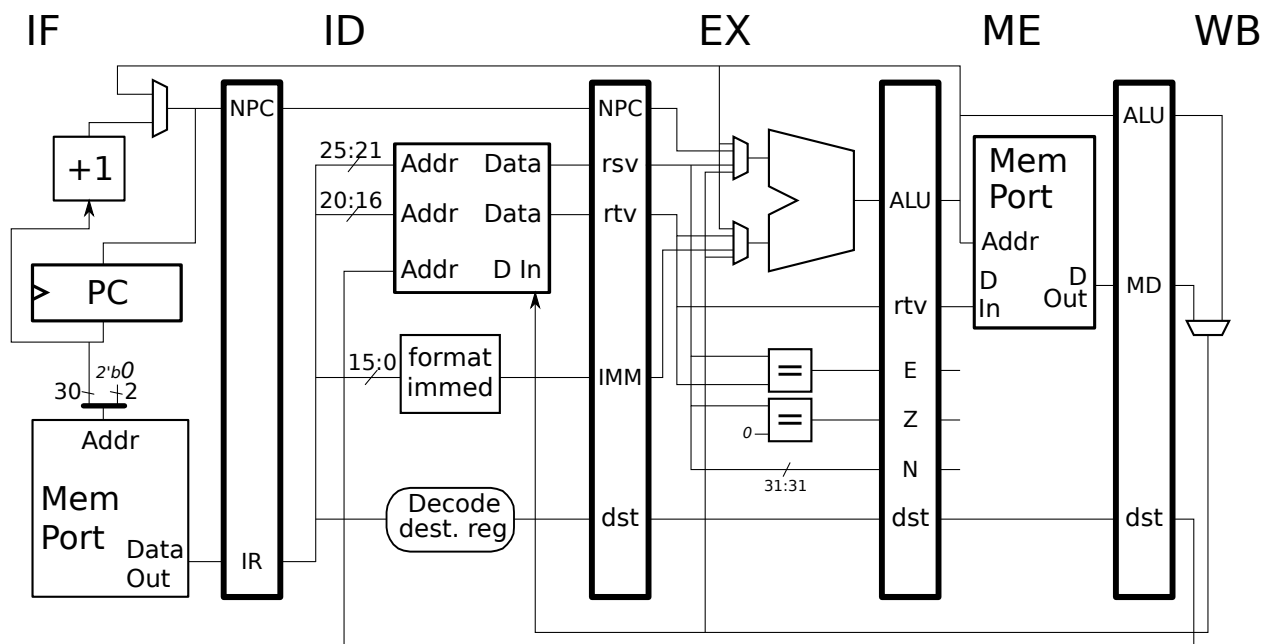 IF ID EX ME WB
NPC NPC ALU
+1
25:21 Addr Data rsv
Mem
Port
20:16 Addr Data rtv ALU
Addr
Addr D In
PC
D
In
D
Out
MD
rtv
2'b0
30 2
15:0
format
immed
IMM
=
E
Addr
=
0
Z
N
31:31
Mem
Port
Data
Out
IR
Decode
dest. reg
dst dst dst